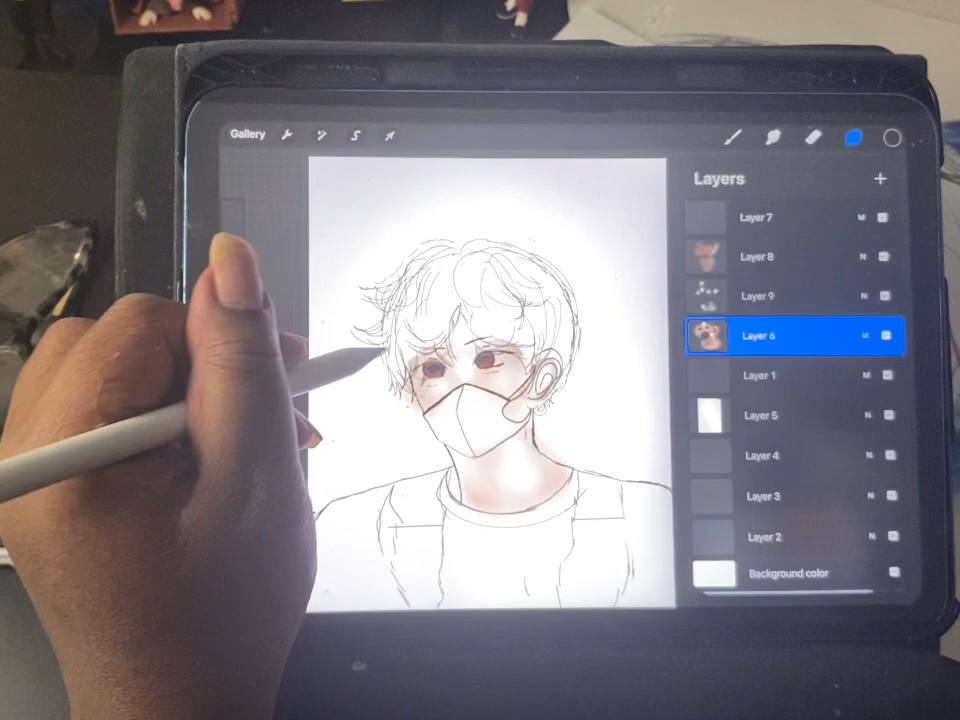 Gallery
Layers
Layer 7 M
Layer 8 N
Layer 9 N
Layer 6 M
Layer 1 M
Layer 5 N
Layer 4 N
Layer 3 N
Layer 2 N
Background color